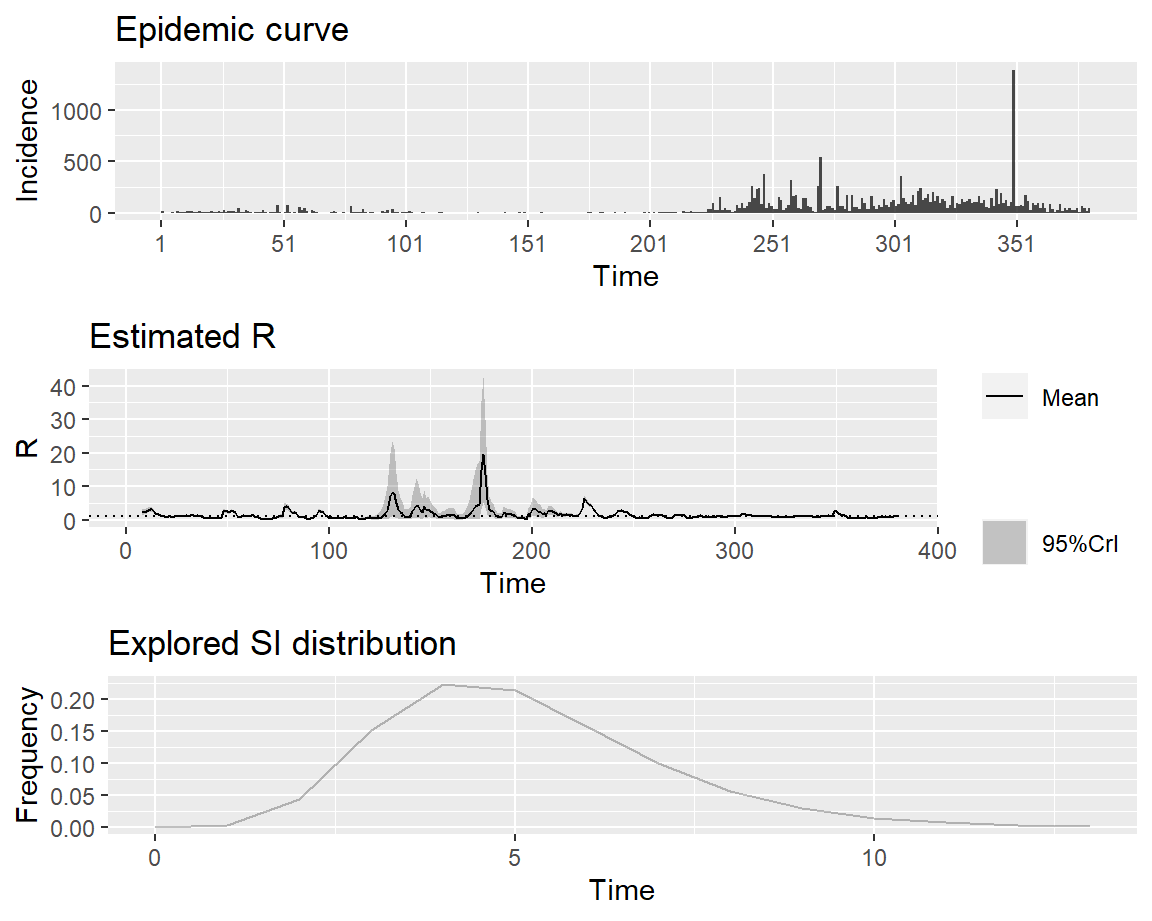 Epidemic curve
Incidence
1000
500
0
1 51 101 151 201 251 301 351
Time
Estimated R
R
40
30
20
10
0
0 100 200 300 400
Time
Mean
95%CrI
Explored SI distribution
Frequency
0.20
0.15
0.10
0.05
0.00
0 5 10
Time